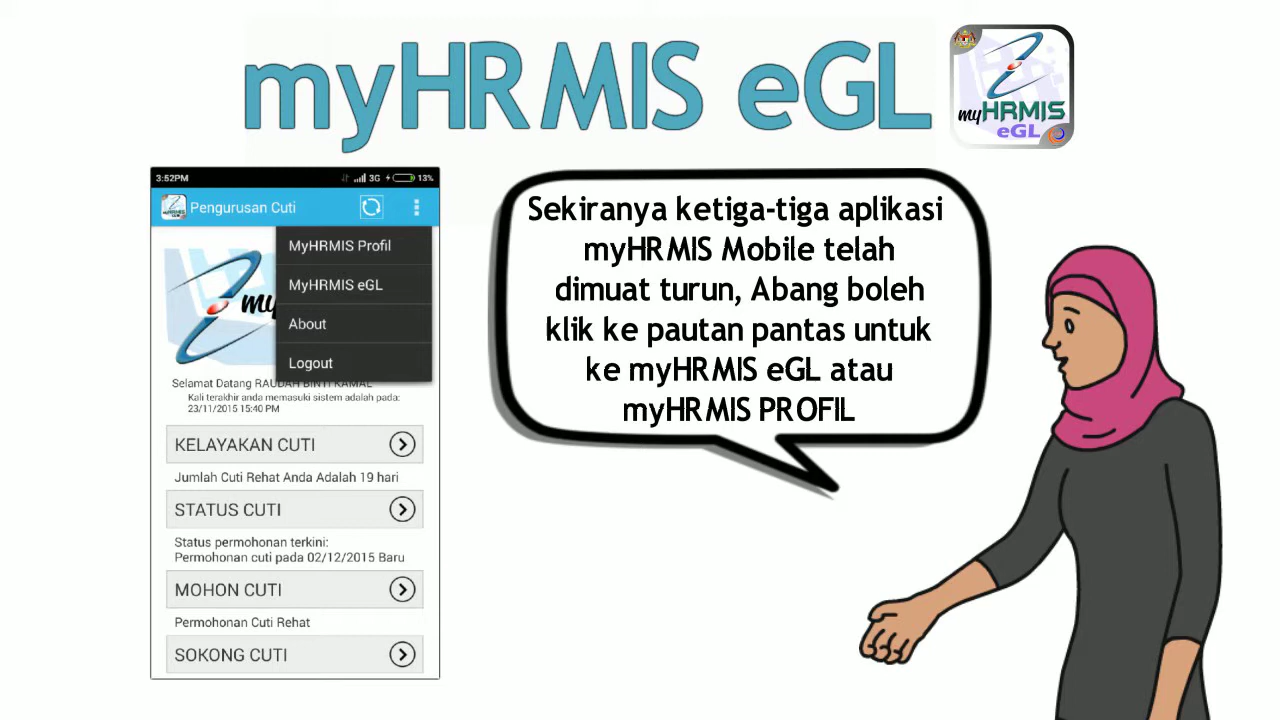 myHRMIS eGL
myHRMIS
eGL
3:52PM 3G 13%
Pengurusan Cuti
MyHRMIS Profil
MyHRMIS eGL
About
Logout
my
Selamat Datang RAUDAH BINTI KAMAL
Kali terakhir anda memasuki sistem adalah pada:
23/11/2015 15:40 PM
KELAYAKAN CUTI
Jumlah Cuti Rehat Anda Adalah 19 hari
STATUS CUTI
Status permohonan terkini:
Permohonan cuti pada 02/12/2015 Baru
MOHON CUTI
Permohonan Cuti Rehat
SOKONG CUTI
Sekiranya ketiga-tiga aplikasi
myHRMIS Mobile telah
dimuat turun, Abang boleh
klik ke pautan pantas untuk
ke myHRMIS eGL atau
myHRMIS PROFIL